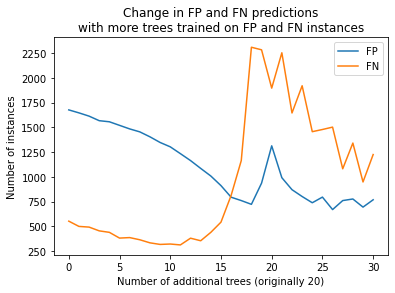 Change in FP and FN predictions
with more trees trained on FP and FN instances
FP
FN
Number of instances
2250
2000
1750
1500
1250
1000
750
500
250
0
5
10
15
20
25
30
Number of additional trees (originally 20)